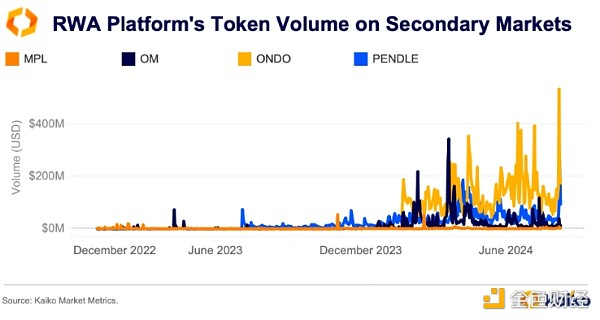 RWA Platform's Token Volume on Secondary Markets
MPL OM ONDO PENDLE
Volume (USD)
$400M
$200M
$0M
December 2022 June 2023 December 2023 June 2024
Source: Kaiko Market Metrics.
金色财经